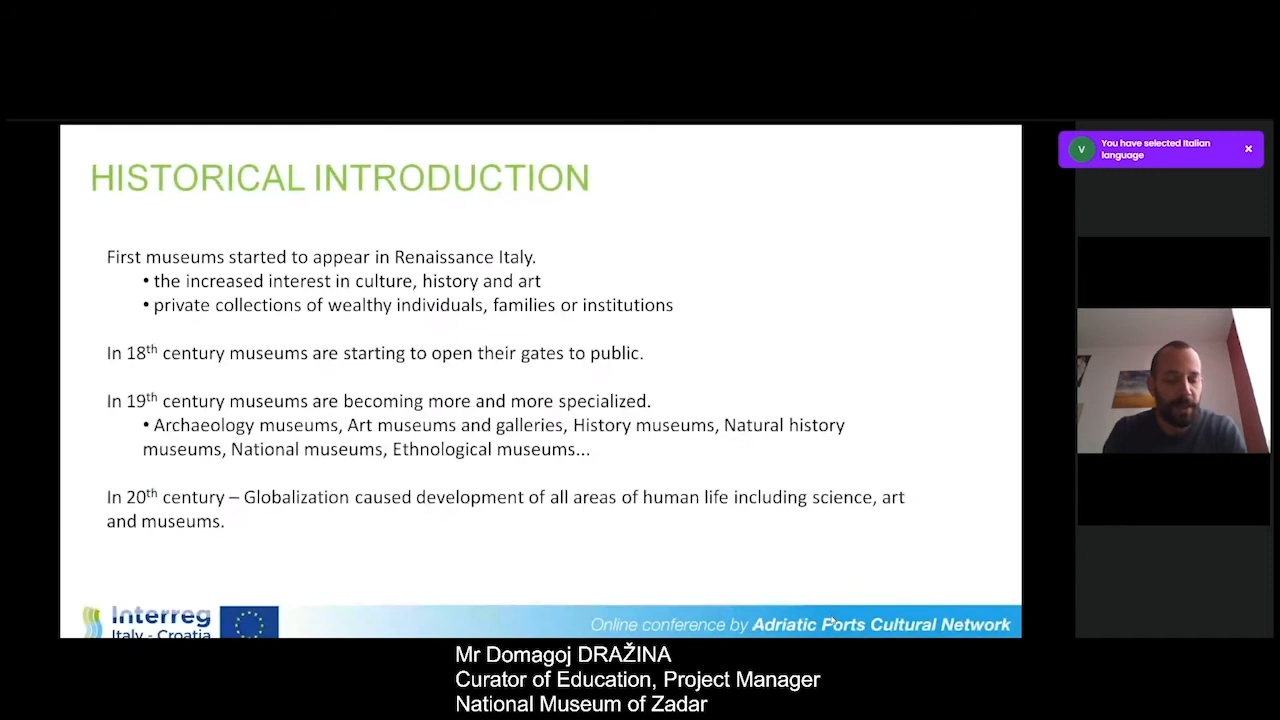 HISTORICAL INTRODUCTION
First museums started to appear in Renaissance Italy.
• the increased interest in culture, history and art
• private collections of wealthy individuals, families or institutions
In 18th century museums are starting to open their gates to public.
In 19th century museums are becoming more and more specialized.
• Archaeology museums, Art museums and galleries, History museums, Natural history
museums, National museums, Ethnological museums...
In 20th century – Globalization caused development of all areas of human life including science, art
and museums.
Interreg
Italy - Croatia
Online conference by Adriatic Ports Cultural Network
V
You have selected Italian
language
Mr Domagoj DRAŽINA
Curator of Education, Project Manager
National Museum of Zadar